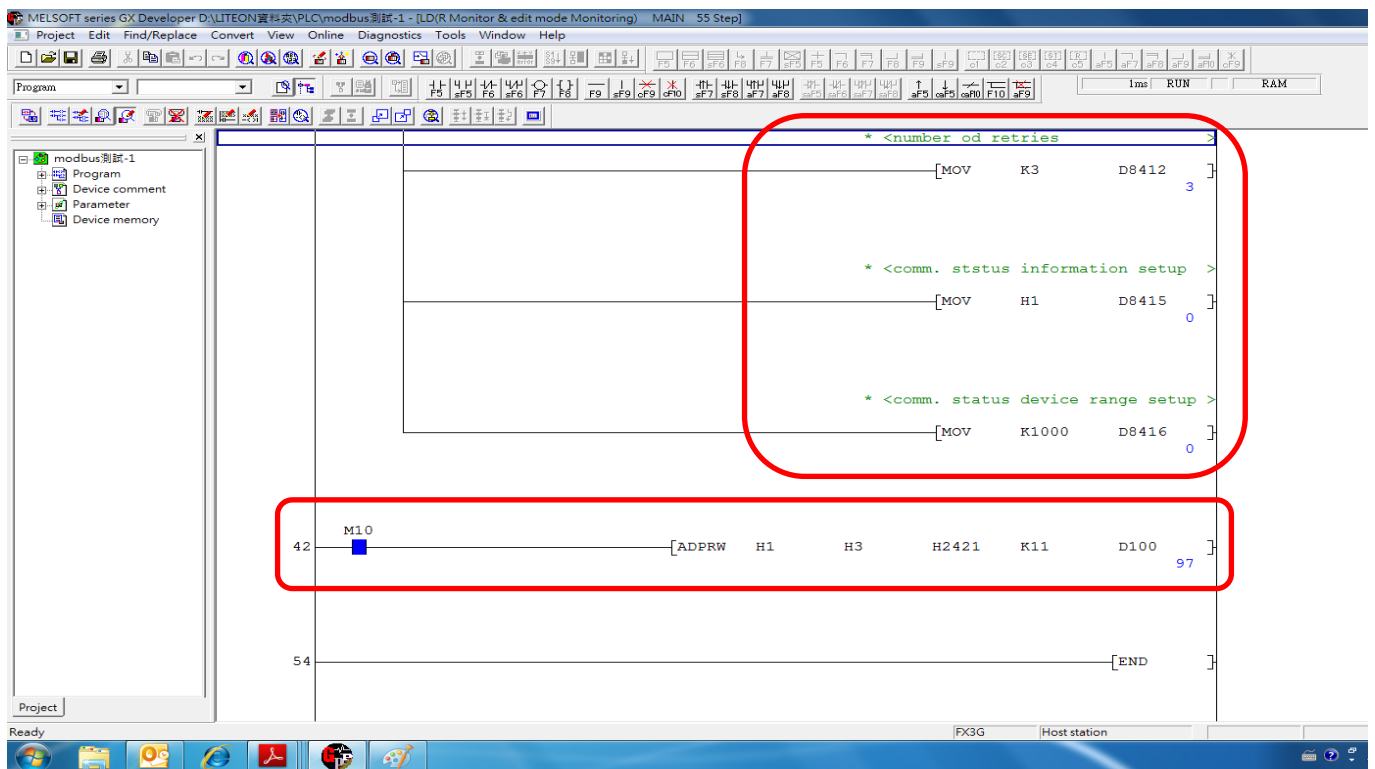 MELSOFT series GX Developer D:\LITEON資料夾\PLC\modbus測試-1 - [LD(R Monitor & edit mode Monitoring) MAIN 55 Step]
Project Edit Find/Replace Convert View Online Diagnostics Tools Window Help
Program
1ms RUN RAM
modbus測試-1
Program
Device comment
Parameter
Device memory
Project
* <number od retries >
[MOV K3 D8412 ]
3
* <comm. ststus information setup >
[MOV H1 D8415 ]
0
* <comm. status device range setup >
[MOV K1000 D8416 ]
0
M10
42 [ADPRW H1 H3 H2421 K11 D100 ]
97
54 [END ]
Ready FX3G Host station